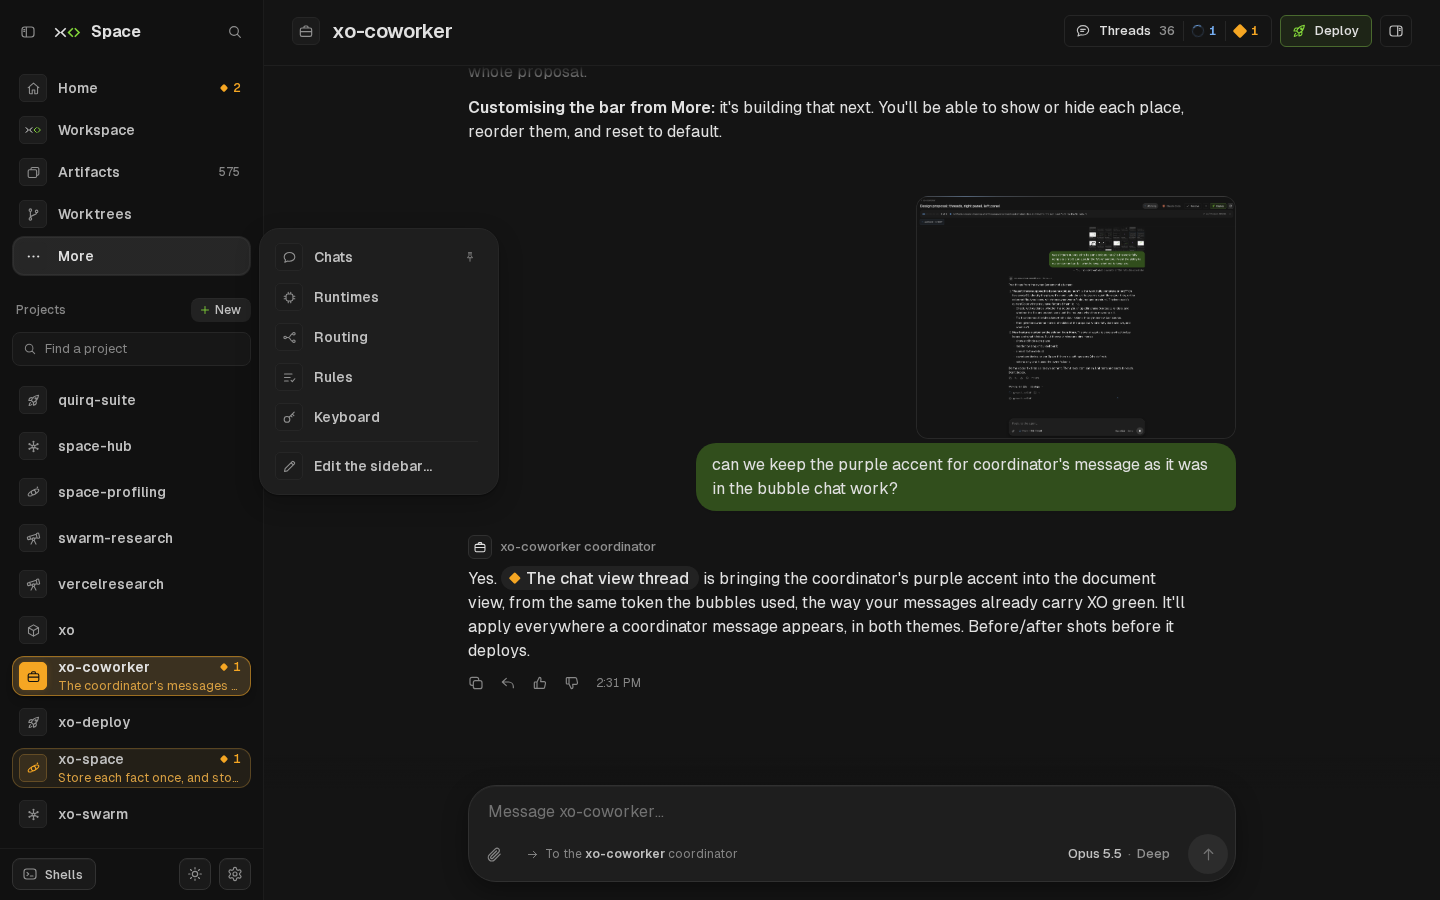 Space
Home
2
Workspace
Artifacts
575
Worktrees
More
Projects
New
Find a project
quirq-suite
space-hub
space-profiling
swarm-research
vercelresearch
xo
xo-coworker
1
The coordinator's messages …
xo-deploy
xo-space
1
Store each fact once, and sto…
xo-swarm
Shells
Chats
Runtimes
Routing
Rules
Keyboard
Edit the sidebar…
xo-coworker
Threads 36
1
1
Deploy
whole proposal.
Customising the bar from More: it's building that next. You'll be able to show or hide each place,
reorder them, and reset to default.
can we keep the purple accent for coordinator's message as it was
in the bubble chat work?
xo-coworker coordinator
Yes. The chat view thread is bringing the coordinator's purple accent into the document
view, from the same token the bubbles used, the way your messages already carry XO green. It'll
apply everywhere a coordinator message appears, in both themes. Before/after shots before it
deploys.
2:31 PM
Message xo-coworker…
To the xo-coworker coordinator
Opus 5.5 · Deep